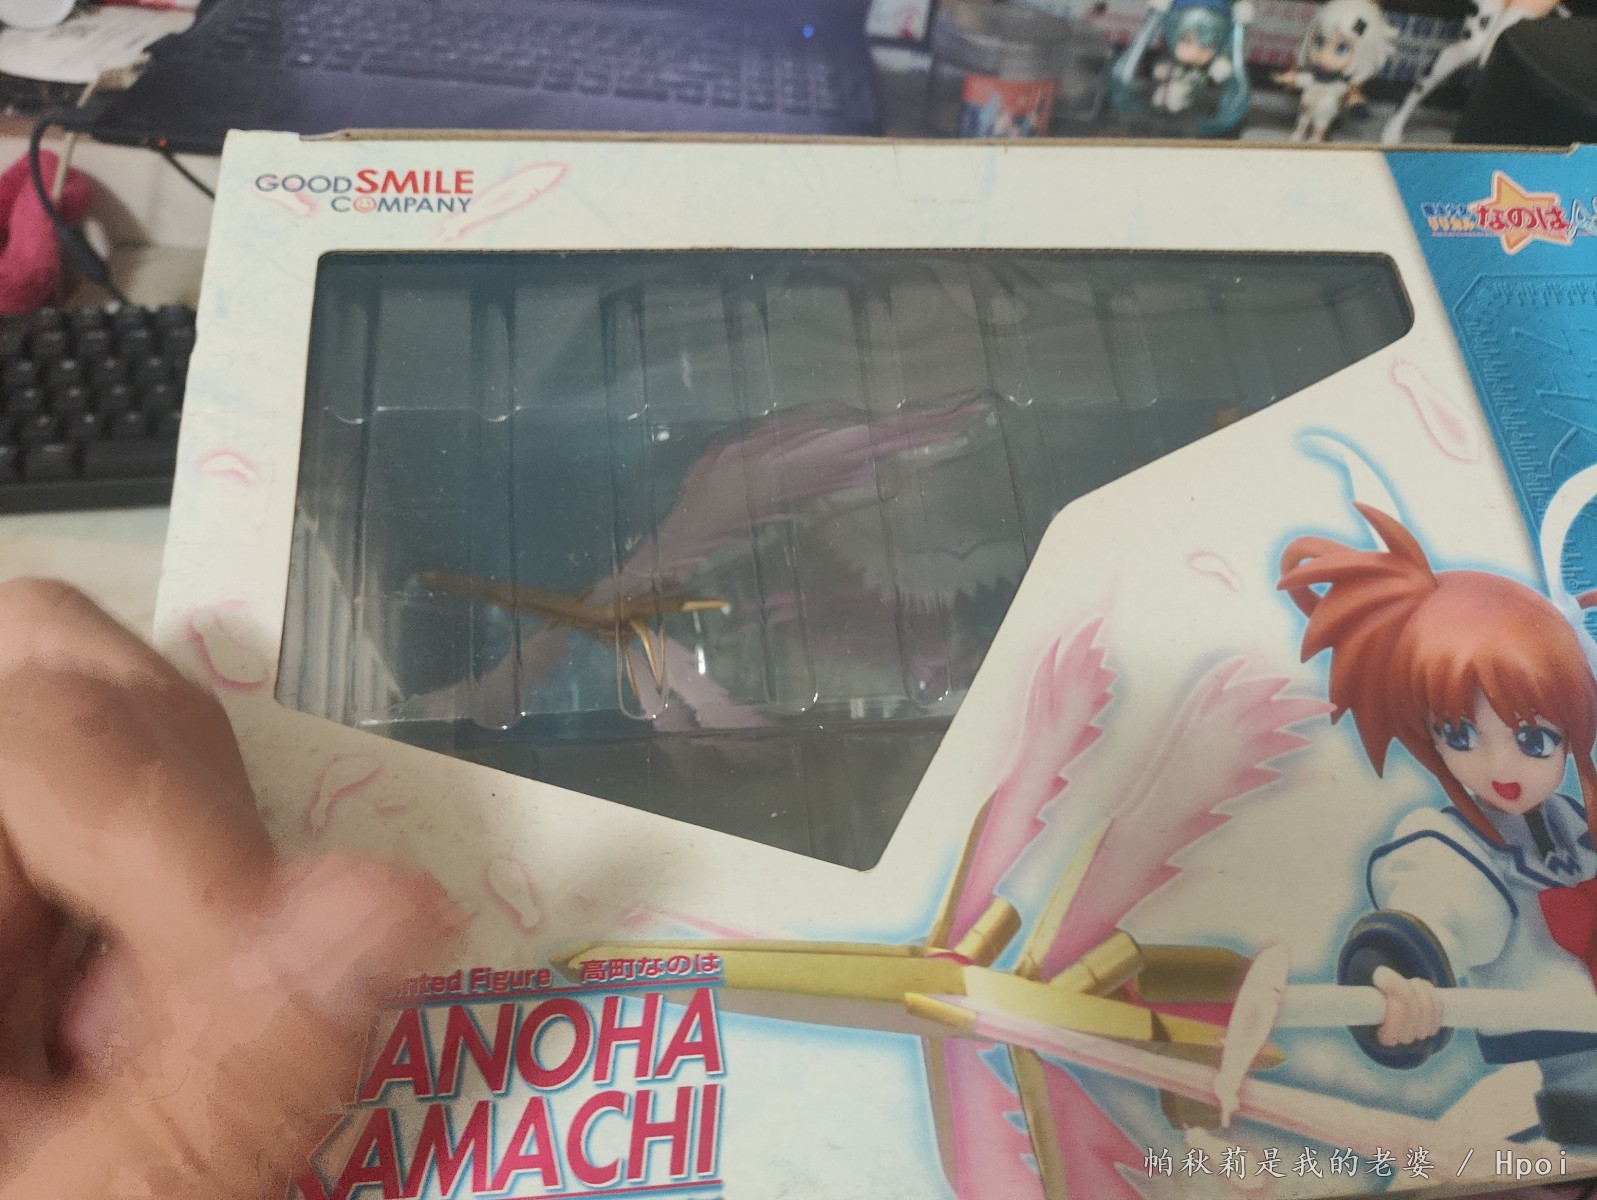 GOOD SMILE
COMPANY
なのは
nted Figure 高町なのは
ANOHA
KAMACHI
帕秋莉是我的老婆 / Hpoi